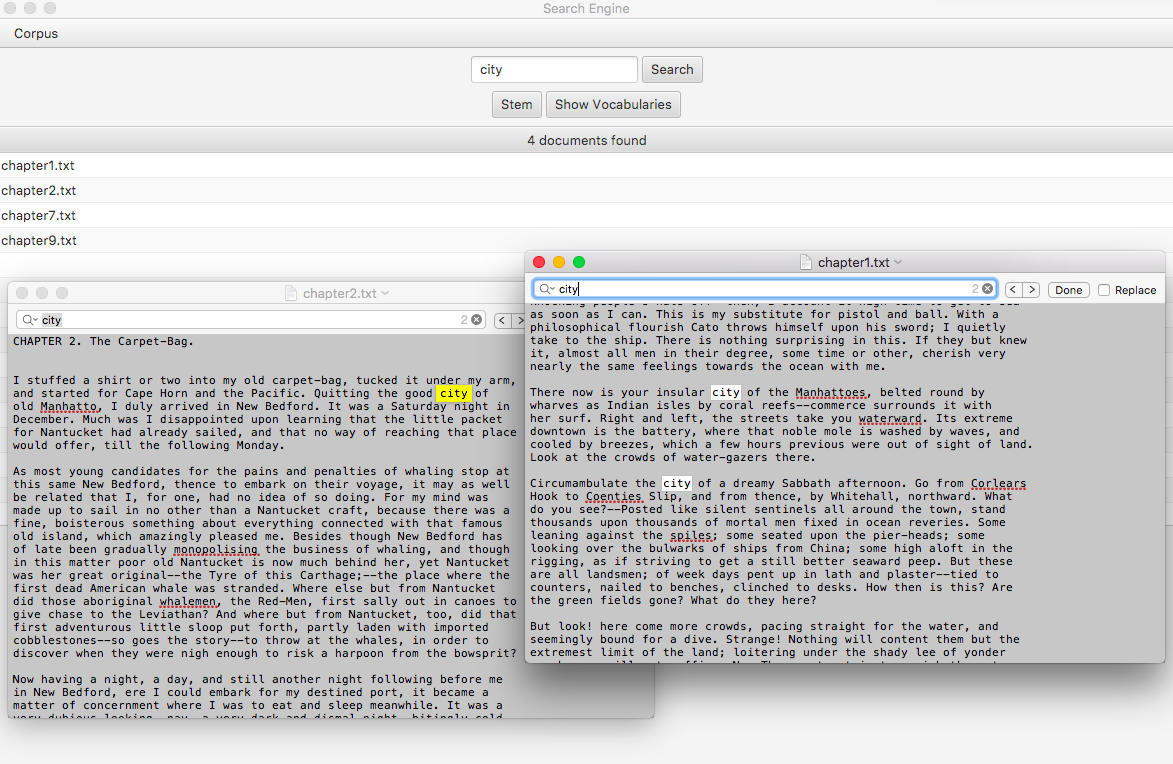 Search Engine
Corpus
city
Search
Stem
Show Vocabularies
4 documents found
chapter1.txt
chapter2.txt
chapter7.txt
chapter9.txt
chapter2.txt
city
2
<
>
CHAPTER 2. The Carpet-Bag.
I stuffed a shirt or two into my old carpet-bag, tucked it under my arm,
and started for Cape Horn and the Pacific. Quitting the good city of
old Manhatto, I duly arrived in New Bedford. It was a Saturday night in
December. Much was I disappointed upon learning that the little packet
for Nantucket had already sailed, and that no way of reaching that place
would offer, till the following Monday.
As most young candidates for the pains and penalties of whaling stop at
this same New Bedford, thence to embark on their voyage, it may as well
be related that I, for one, had no idea of so doing. For my mind was
made up to sail in no other than a Nantucket craft, because there was a
fine, boisterous something about everything connected with that famous
old island, which amazingly pleased me. Besides though New Bedford has
of late been gradually monopolising the business of whaling, and though
in this matter poor old Nantucket is now much behind her, yet Nantucket
was her great original--the Tyre of this Carthage;--the place where the
first dead American whale was stranded. Where else but from Nantucket
did those aboriginal whalemen, the Red-Men, first sally out in canoes to
give chase to the Leviathan? And where but from Nantucket, too, did that
first adventurous little sloop put forth, partly laden with imported
cobblestones--so goes the story--to throw at the whales, in order to
discover when they were nigh enough to risk a harpoon from the bowsprit?
Now having a night, a day, and still another night following before me
in New Bedford, ere I could embark for my destined port, it became a
matter of concernment where I was to eat and sleep meanwhile. It was a
very dubious-looking, nay, a very dark and dismal night, bitingly cold
chapter1.txt
city
2
<
>
Done
Replace
as soon as I can. This is my substitute for pistol and ball. With a
philosophical flourish Cato throws himself upon his sword; I quietly
take to the ship. There is nothing surprising in this. If they but knew
it, almost all men in their degree, some time or other, cherish very
nearly the same feelings towards the ocean with me.
There now is your insular city of the Manhattoes, belted round by
wharves as Indian isles by coral reefs--commerce surrounds it with
her surf. Right and left, the streets take you waterward. Its extreme
downtown is the battery, where that noble mole is washed by waves, and
cooled by breezes, which a few hours previous were out of sight of land.
Look at the crowds of water-gazers there.
Circumambulate the city of a dreamy Sabbath afternoon. Go from Corlears
Hook to Coenties Slip, and from thence, by Whitehall, northward. What
do you see?--Posted like silent sentinels all around the town, stand
thousands upon thousands of mortal men fixed in ocean reveries. Some
leaning against the spiles; some seated upon the pier-heads; some
looking over the bulwarks of ships from China; some high aloft in the
rigging, as if striving to get a still better seaward peep. But these
are all landsmen; of week days pent up in lath and plaster--tied to
counters, nailed to benches, clinched to desks. How then is this? Are
the green fields gone? What do they here?
But look! here come more crowds, pacing straight for the water, and
seemingly bound for a dive. Strange! Nothing will content them but the
extremest limit of the land; loitering under the shady lee of yonder